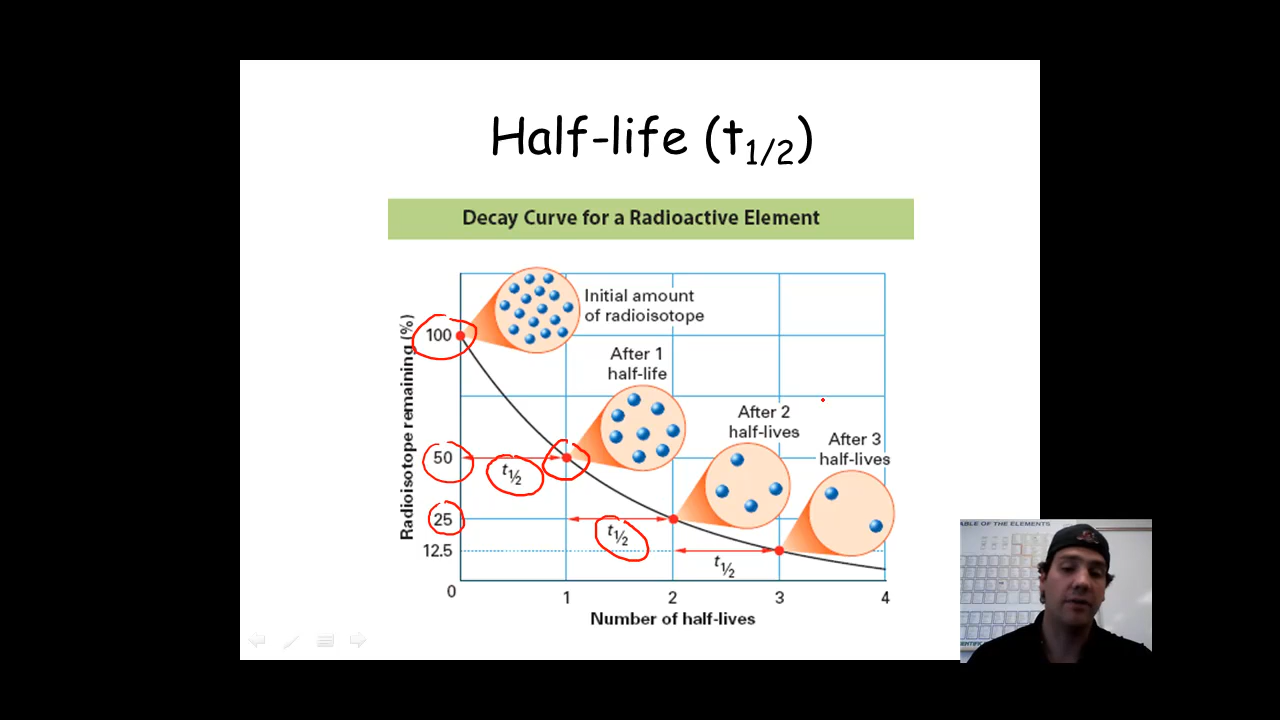 Half-life (t1/2)
Decay Curve for a Radioactive Element
Initial amount
of radioisotope
After 1
half-life
After 2
half-lives
After 3
half-lives
Radioisotope remaining (%)
100
50
25
12.5
0
t½
t½
t½
1 2 3 4
Number of half-lives
ABLE OF THE ELEMENTS